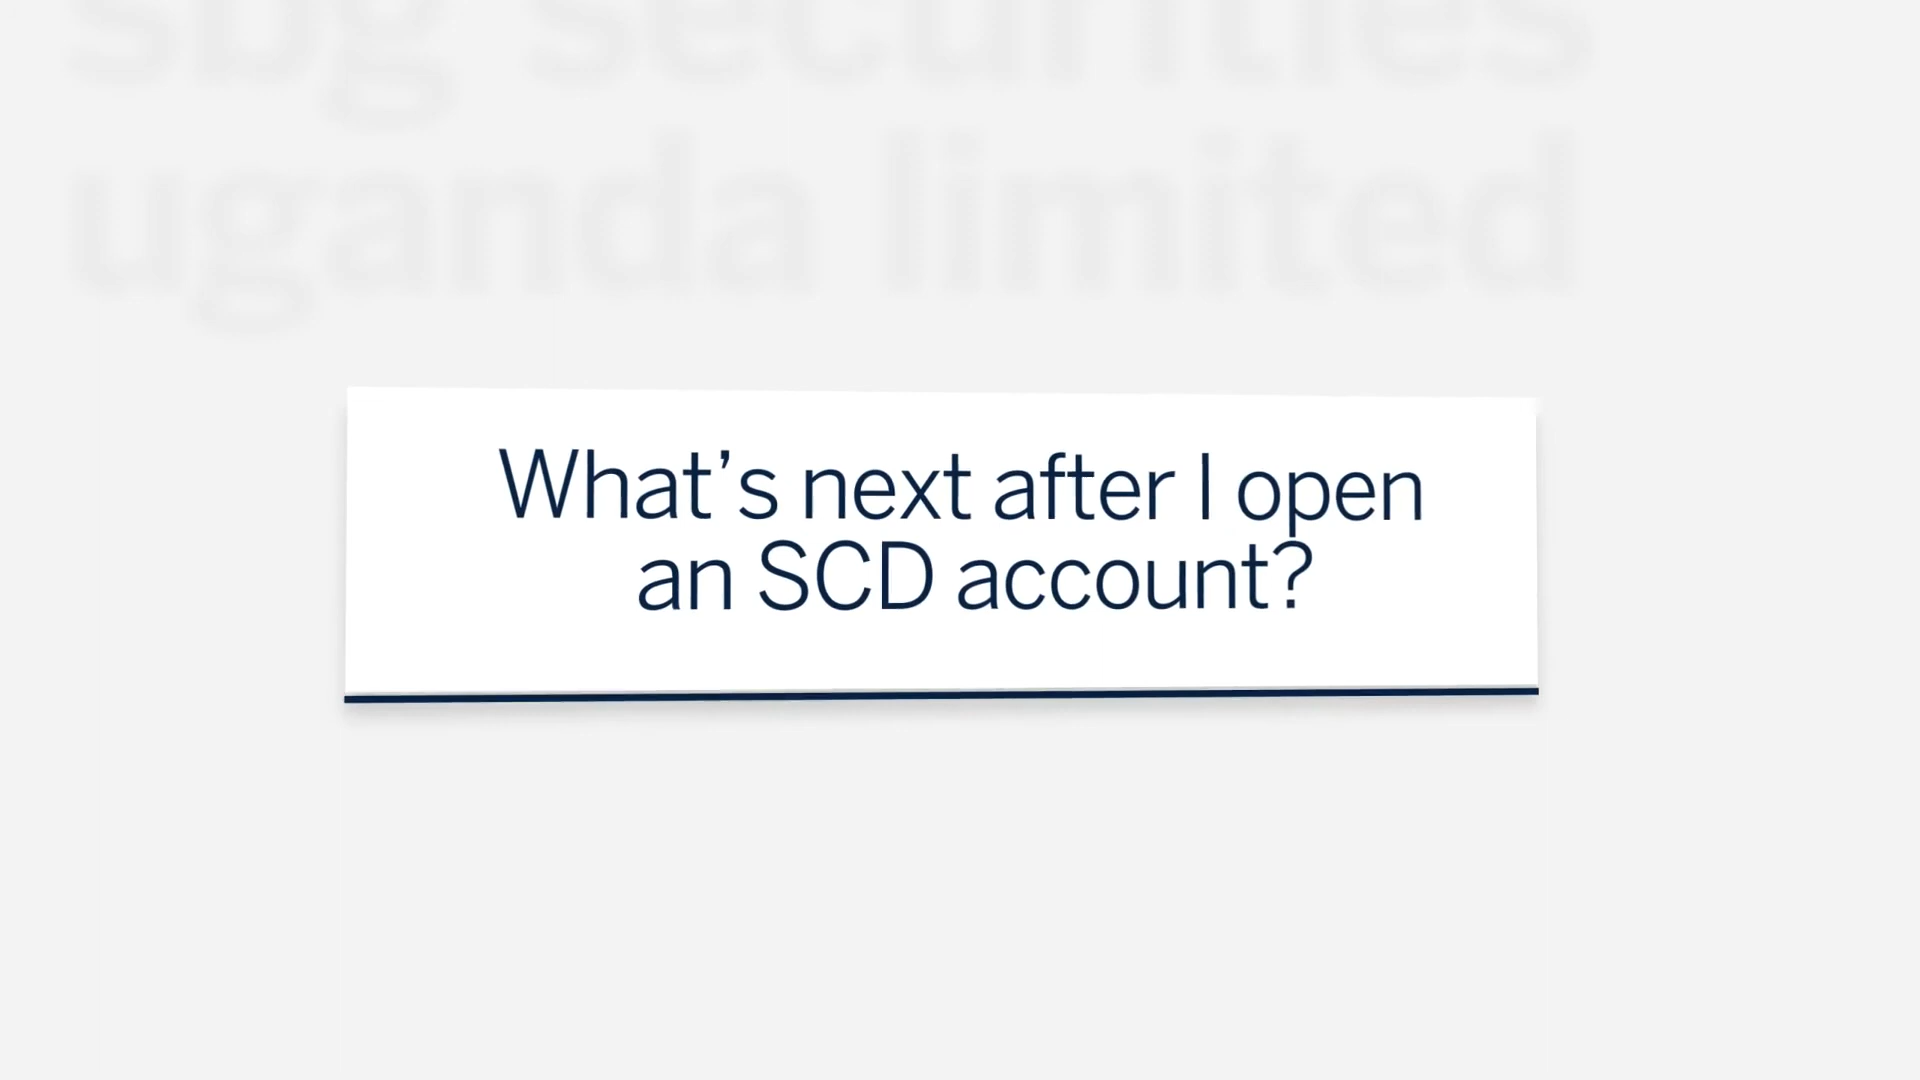 sbg securities
uganda limited
What's next after I open
an SCD account?